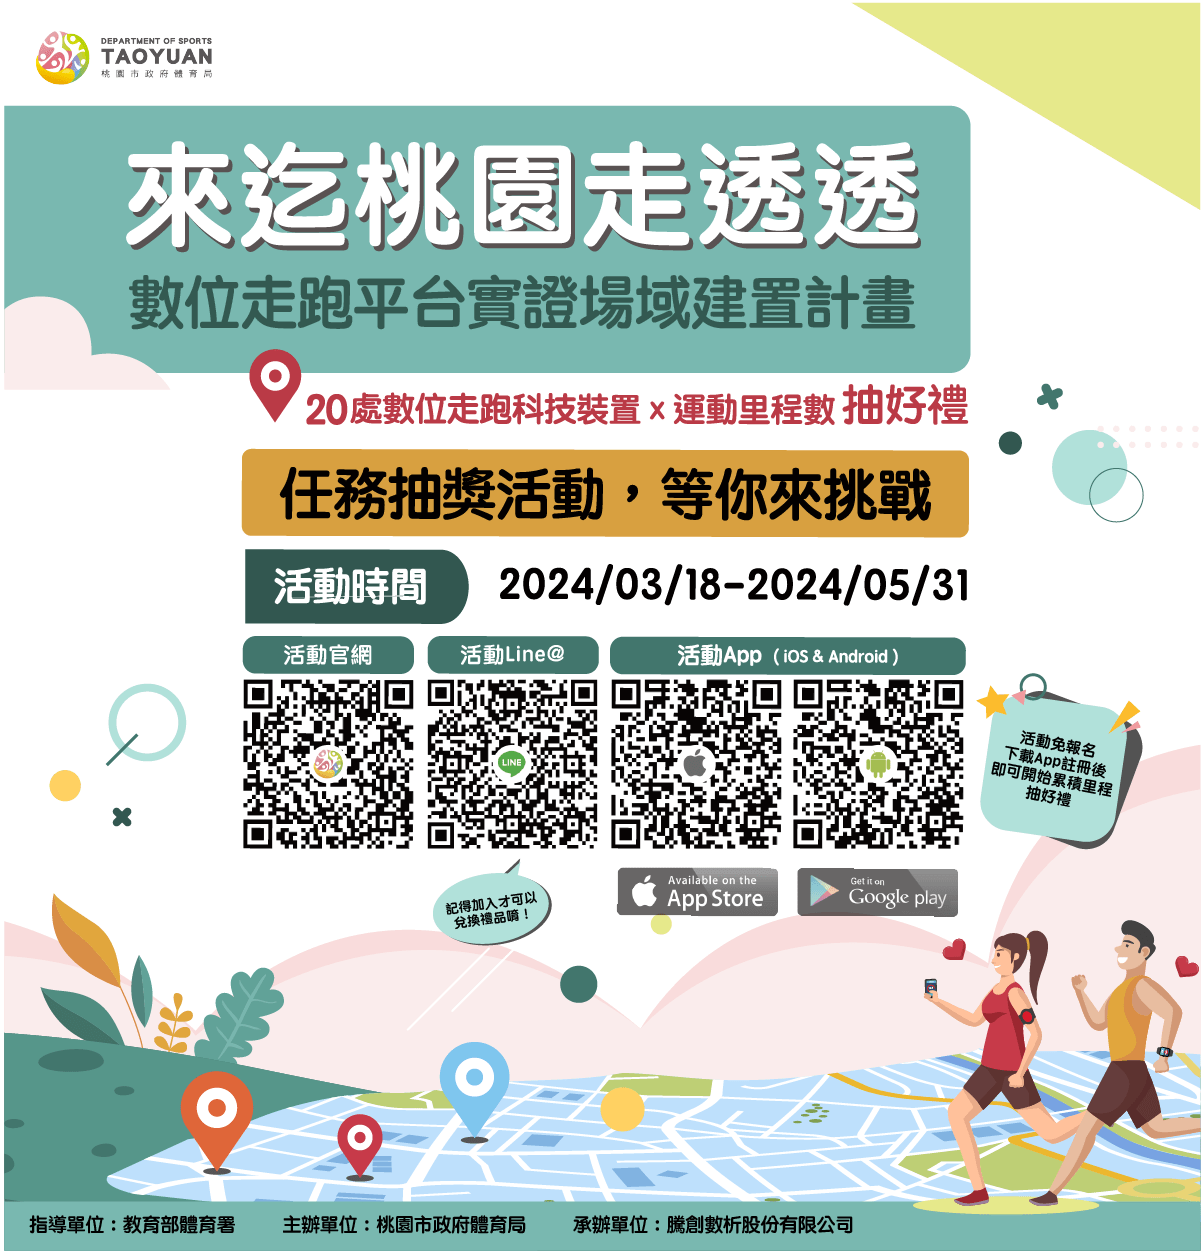 DEPARTMENT OF SPORTS
TAOYUAN
桃園市政府體育局
來迄桃園走透透
數位走跑平台實證場域建置計畫
20處數位走跑科技裝置 x 運動里程數 抽好禮
任務抽獎活動，等你來挑戰
活動時間
2024/03/18-2024/05/31
活動官網
活動Line@
活動App（iOS & Android）
LINE
活動免報名
下載App註冊後
即可開始累積里程
抽好禮
記得加入才可以
兌換禮品唷！
Available on the
App Store
Get it on
Google play
指導單位：教育部體育署
主辦單位：桃園市政府體育局
承辦單位：騰創數析股份有限公司